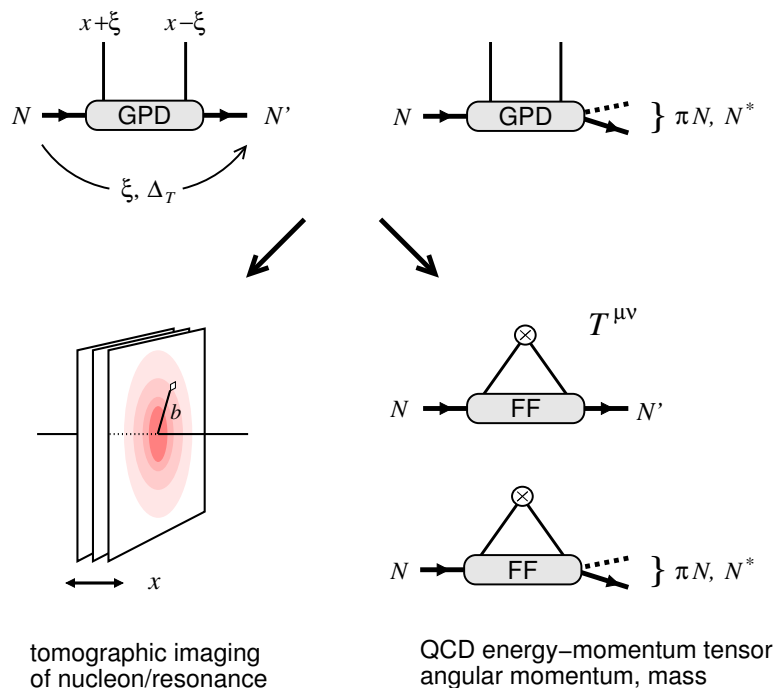 x+ξ x−ξ
N GPD N'
ξ, Δ_T
N GPD } πN, N*
b
x
tomographic imaging
of nucleon/resonance
T^μν
N FF N'
N FF } πN, N*
QCD energy−momentum tensor
angular momentum, mass